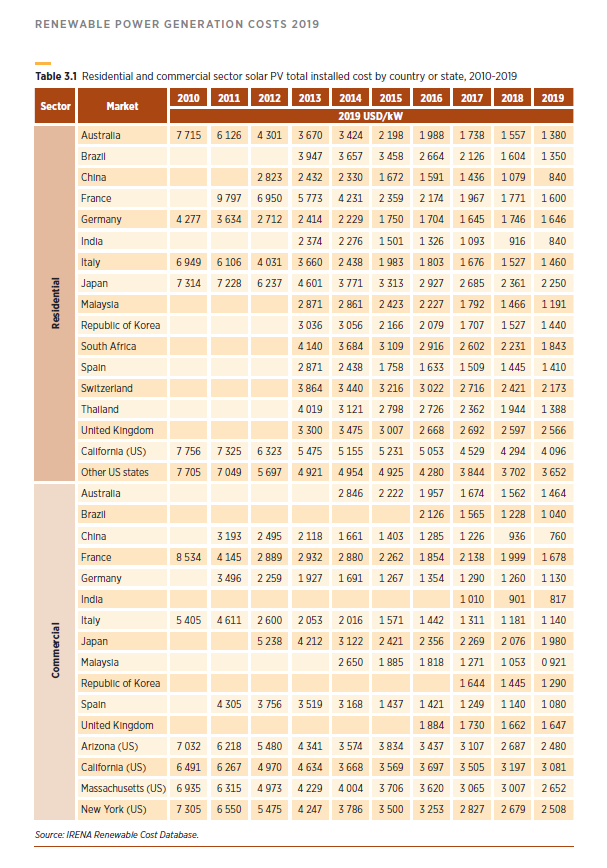 RENEWABLE POWER GENERATION COSTS 2019
Table 3.1 Residential and commercial sector solar PV total installed cost by country or state, 2010-2019
Sector Market 2010 2011 2012 2013 2014 2015 2016 2017 2018 2019
2019 USD/kW
Residential
Australia 7 715 6 126 4 301 3 670 3 424 2 198 1 988 1 738 1 557 1 380
Brazil 3 947 3 657 3 458 2 664 2 126 1 604 1 350
China 2 823 2 432 2 330 1 672 1 591 1 436 1 079 840
France 9 797 6 950 5 773 4 231 2 359 2 174 1 967 1 771 1 600
Germany 4 277 3 634 2 712 2 414 2 229 1 750 1 704 1 645 1 746 1 646
India 2 374 2 276 1 501 1 326 1 093 916 840
Italy 6 949 6 106 4 031 3 660 2 438 1 983 1 803 1 676 1 527 1 460
Japan 7 314 7 228 6 237 4 601 3 771 3 313 2 927 2 685 2 361 2 250
Malaysia 2 871 2 861 2 423 2 227 1 792 1 466 1 191
Republic of Korea 3 036 3 056 2 166 2 079 1 707 1 527 1 440
South Africa 4 140 3 684 3 109 2 916 2 602 2 231 1 843
Spain 2 871 2 438 1 758 1 633 1 509 1 445 1 410
Switzerland 3 864 3 440 3 216 3 022 2 716 2 421 2 173
Thailand 4 019 3 121 2 798 2 726 2 362 1 944 1 388
United Kingdom 3 300 3 475 3 007 2 668 2 692 2 597 2 566
California (US) 7 756 7 325 6 323 5 475 5 155 5 231 5 053 4 529 4 294 4 096
Other US states 7 705 7 049 5 697 4 921 4 954 4 925 4 280 3 844 3 702 3 652
Commercial
Australia 2 846 2 222 1 957 1 674 1 562 1 464
Brazil 2 126 1 565 1 228 1 040
China 3 193 2 495 2 118 1 661 1 403 1 285 1 226 936 760
France 8 534 4 145 2 889 2 932 2 880 2 262 1 854 2 138 1 999 1 678
Germany 3 496 2 259 1 927 1 691 1 267 1 354 1 290 1 260 1 130
India 1 010 901 817
Italy 5 405 4 611 2 600 2 053 2 016 1 571 1 442 1 311 1 181 1 140
Japan 5 238 4 212 3 122 2 421 2 356 2 269 2 076 1 980
Malaysia 2 650 1 885 1 818 1 271 1 053 0 921
Republic of Korea 1 644 1 445 1 290
Spain 4 305 3 756 3 519 3 168 1 437 1 421 1 249 1 140 1 080
United Kingdom 1 884 1 730 1 662 1 647
Arizona (US) 7 032 6 218 5 480 4 341 3 574 3 834 3 437 3 107 2 687 2 480
California (US) 6 491 6 267 4 970 4 634 3 668 3 569 3 697 3 505 3 197 3 081
Massachusetts (US) 6 935 6 315 4 973 4 229 4 004 3 706 3 620 3 065 3 007 2 652
New York (US) 7 305 6 550 5 475 4 247 3 786 3 500 3 253 2 827 2 679 2 508
Source: IRENA Renewable Cost Database.